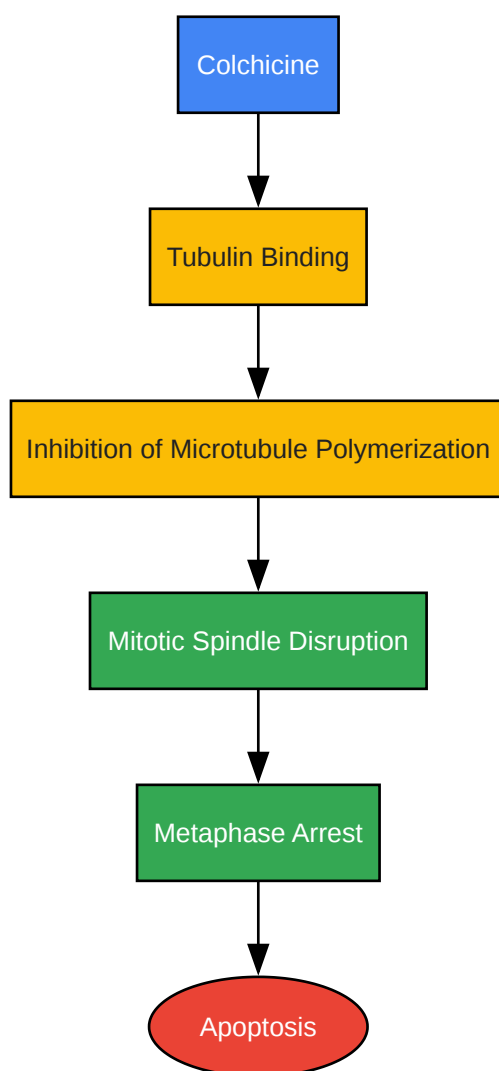 Colchicine
Tubulin Binding
Inhibition of Microtubule Polymerization
Mitotic Spindle Disruption
Metaphase Arrest
Apoptosis